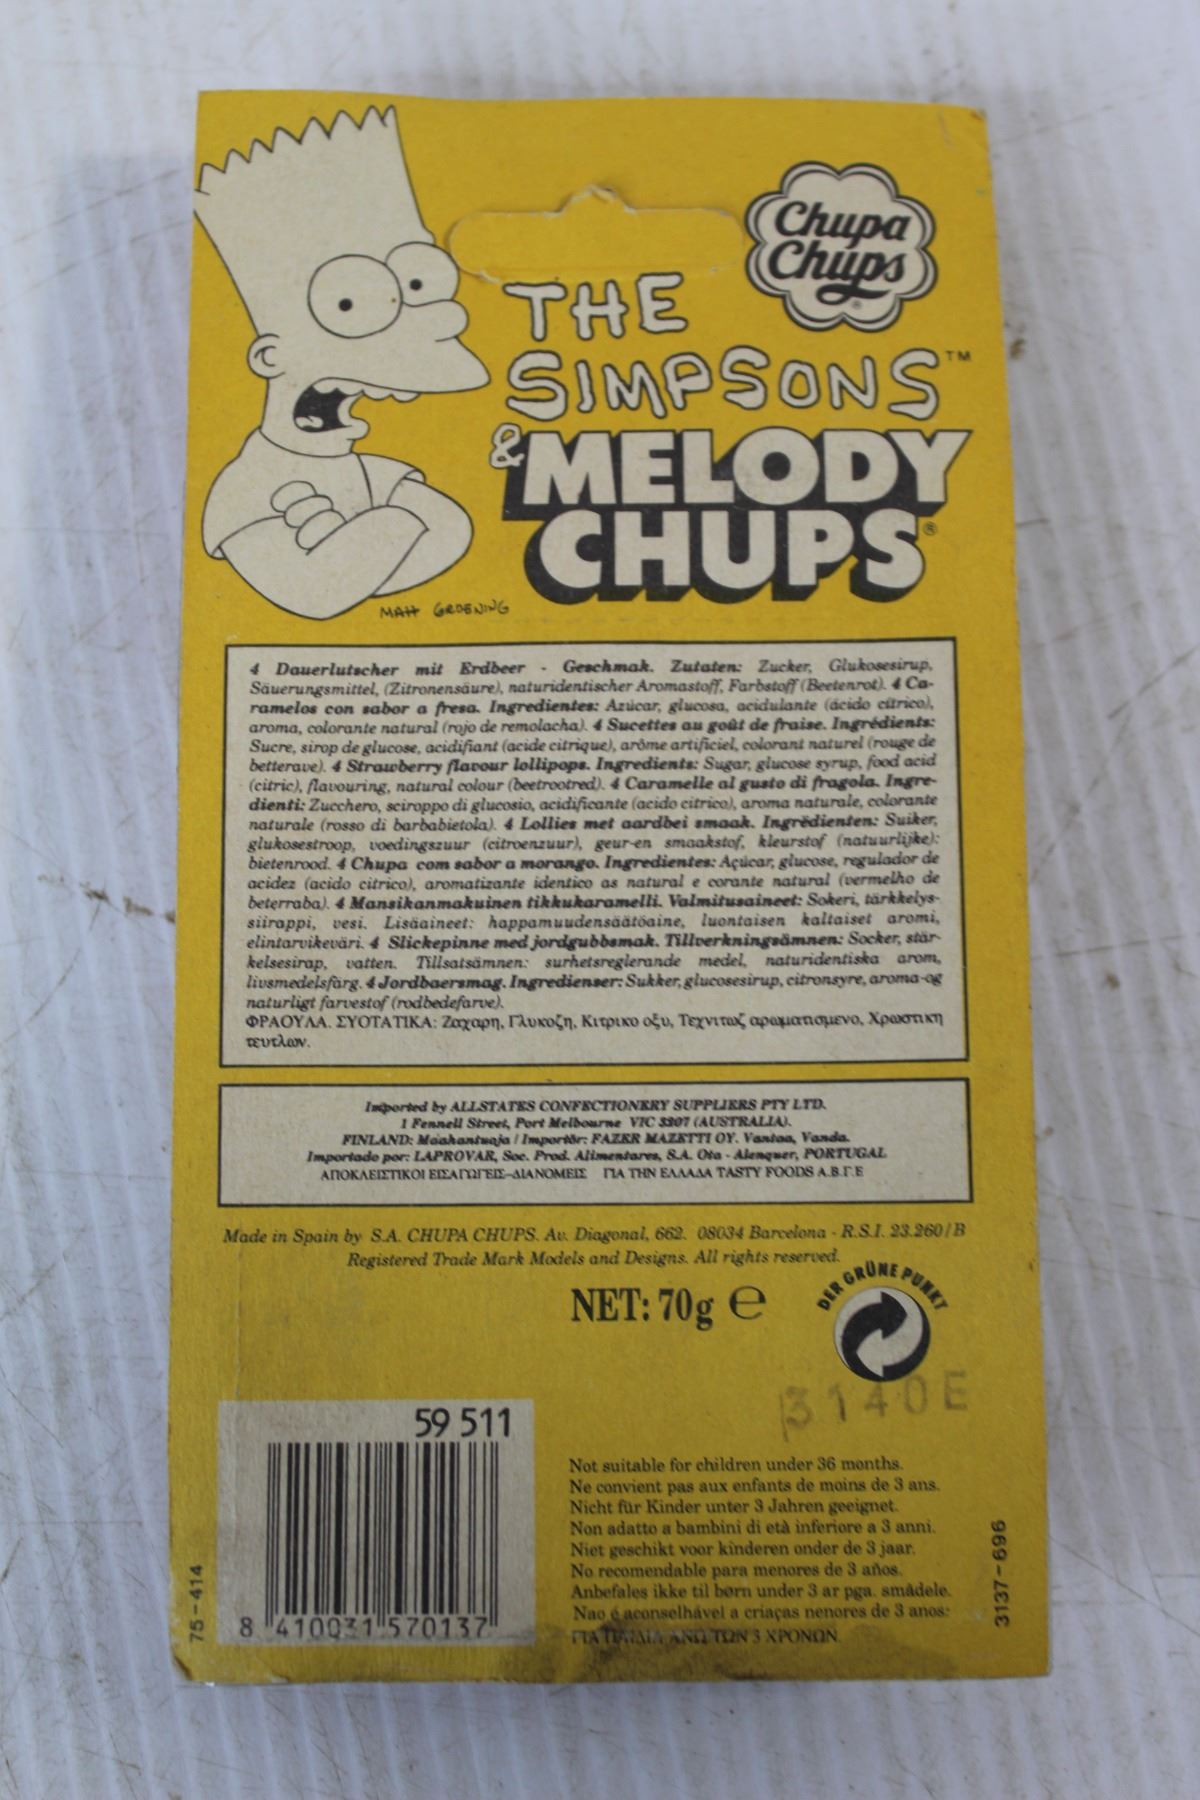 Chupa
Chups
®
THE
SIMPSONS™
& MELODY
CHUPS®
MATT GROENING
4 Dauerlutscher mit Erdbeer - Geschmak. Zutaten: Zucker, Glukosesirup,
Säuerungsmittel, (Zitronensäure), naturidentischer Aromastoff, Farbstoff (Beetenrot). 4 Ca-
ramelos con sabor a fresa. Ingredientes: Azúcar, glucosa, acidulante (ácido cítrico),
aroma, colorante natural (rojo de remolacha). 4 Sucettes au goût de fraise. Ingrédients:
Sucre, sirop de glucose, acidifiant (acide citrique), arôme artificiel, colorant naturel (rouge de
betterave). 4 Strawberry flavour lollipops. Ingredients: Sugar, glucose syrup, food acid
(citric), flavouring, natural colour (beetrootred). 4 Caramelle al gusto di fragola. Ingre-
dienti: Zucchero, sciroppo di glucosio, acidificante (acido citrico), aroma naturale, colorante
naturale (rosso di barbabietola). 4 Lollies met aardbei smaak. Ingrëdienten: Suiker,
glukosestroop, voedingszuur (citroenzuur), geur-en smaakstof, kleurstof (natuurlijke):
bietenrood. 4 Chupa com sabor a morango. Ingredientes: Açúcar, glucose, regulador de
acidez (acido citrico), aromatizante identico as natural e corante natural (vermelho de
beterraba). 4 Mansikanmakuinen tikkukaramelli. Valmitusaineet: Sokeri, tärkkelys-
siirappi, vesi. Lisäaineet: happamuudensäätöaine, luontaisen kaltaiset aromi,
elintarvikeväri. 4 Slickepinne med jordgubbsmak. Tillverkningsämnen: Socker, stär-
kelsesirap, vatten. Tillsatsämnen: surhetsreglerande medel, naturidentiska arom,
livsmedelsfärg. 4 Jordbaersmag. Ingredienser: Sukker, glucosesirup, citronsyre, aroma-og
naturligt farvestof (rodbedefarve).
ΦΡΑΟΥΛΑ. ΣΥΟΤΑΤΙΚΑ: Ζαχαρη, Γλυκοζη, Κιτρικο οξυ, Τεχνιτως αρωματισμενο, Χρωστικη
τευτλων.
Imported by ALLSTATES CONFECTIONERY SUPPLIERS PTY LTD.
1 Fennell Street, Port Melbourne VIC 3207 (AUSTRALIA).
FINLAND: Maahantuoja / Importör: FAZER MAZETTI OY. Vantaa, Vanda.
Importado por: LAPROVAR, Soc. Prod. Alimentares, S.A. Ota - Alenquer, PORTUGAL
ΑΠΟΚΛΕΙΣΤΙΚΟΙ ΕΙΣΑΓΩΓΕΙΣ-ΔΙΑΝΟΜΕΙΣ ΓΙΑ ΤΗΝ ΕΛΛΑΔΑ TASTY FOODS A.B.Γ.E
Made in Spain by S.A. CHUPA CHUPS. Av. Diagonal, 662. 08034 Barcelona - R.S.I. 23.260/B
Registered Trade Mark Models and Designs. All rights reserved.
NET: 70g ℮
DER GRÜNE PUNKT
3140E
59 511
8 410031 570137
75-414
Not suitable for children under 36 months.
Ne convient pas aux enfants de moins de 3 ans.
Nicht für Kinder unter 3 Jahren geeignet.
Non adatto a bambini di età inferiore a 3 anni.
Niet geschikt voor kinderen onder de 3 jaar.
No recomendable para menores de 3 años.
Anbefales ikke til børn under 3 ar pga. smådele.
Nao é aconselhável a criaças nenores de 3 anos:
ΓΙΑ ΠΑΙΔΙΑ ΑΝΩ ΤΩΝ 3 ΧΡΟΝΩΝ.
3137-696